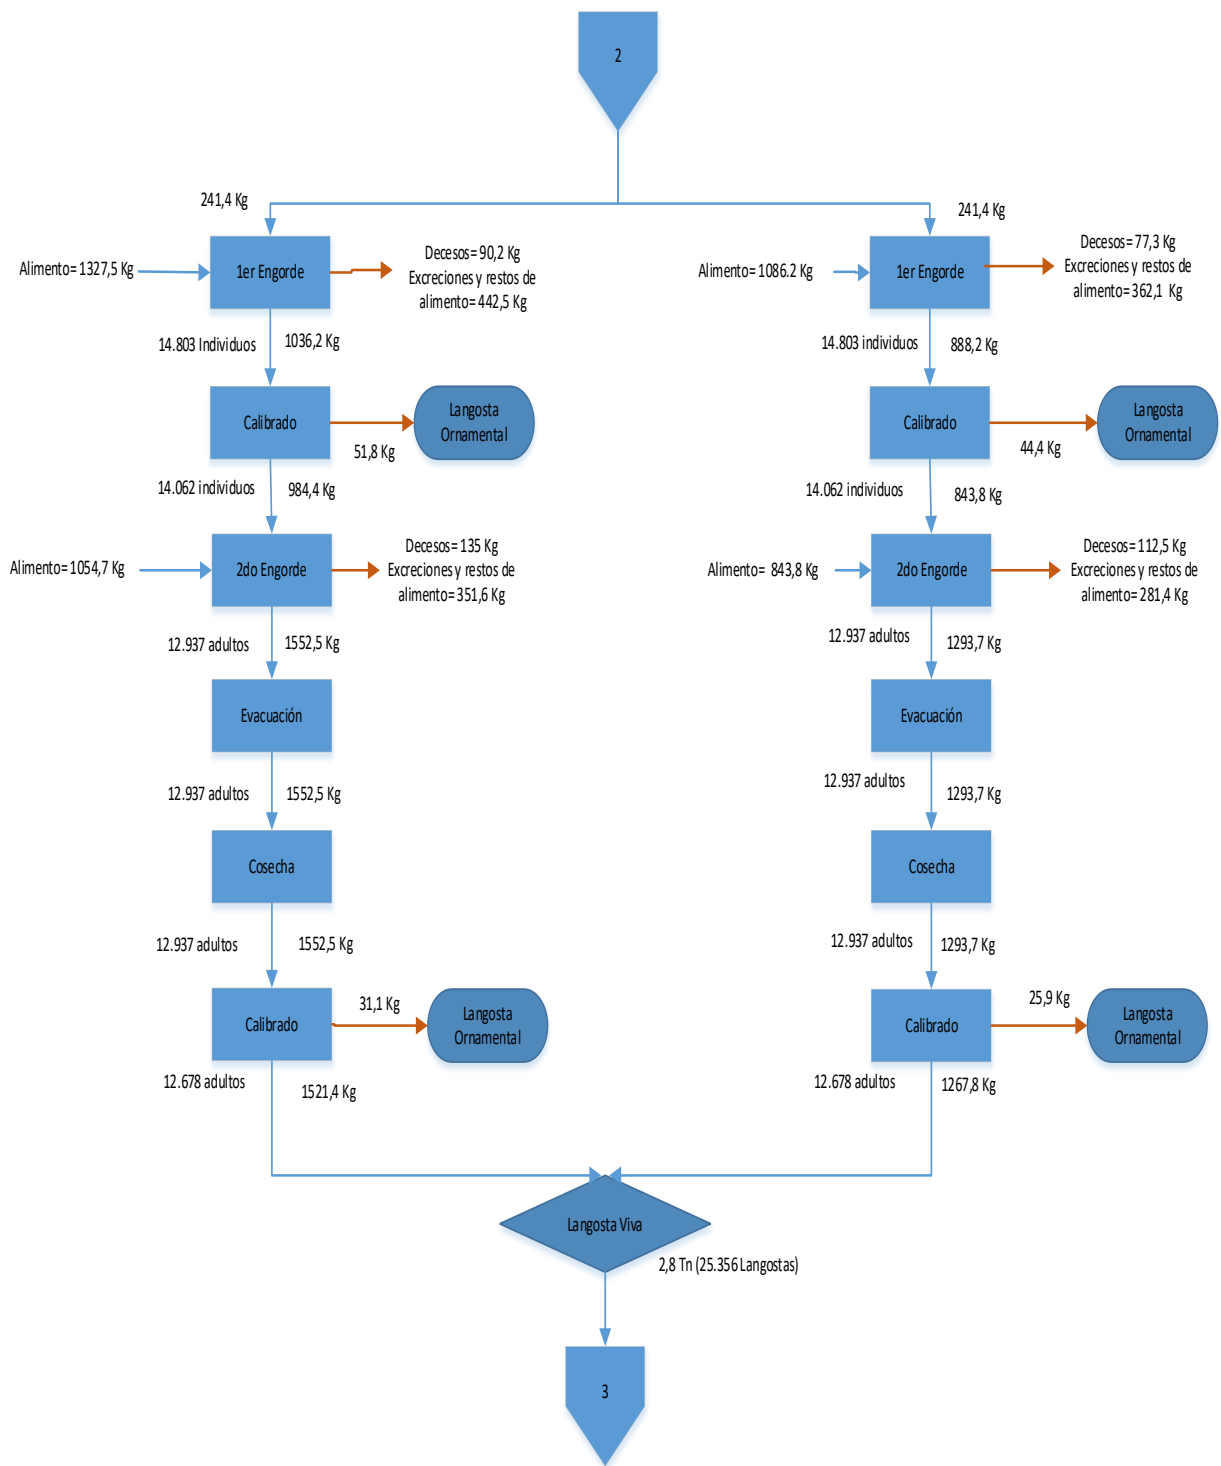 2
241,4 Kg
241,4 Kg
Alimento= 1327,5 Kg
1er Engorde
Decesos= 90,2 Kg
Excreciones y restos de
alimento= 442,5 Kg
Alimento= 1086.2 Kg
1er Engorde
Decesos= 77,3 Kg
Excreciones y restos de
alimento= 362,1 Kg
14.803 Individuos
1036,2 Kg
14.803 individuos
888,2 Kg
Calibrado
Langosta
Ornamental
51,8 Kg
Calibrado
Langosta
Ornamental
44,4 Kg
14.062 individuos
984,4 Kg
14.062 individuos
843,8 Kg
Alimento= 1054,7 Kg
2do Engorde
Decesos= 135 Kg
Excreciones y restos de
alimento= 351,6 Kg
Alimento= 843,8 Kg
2do Engorde
Decesos= 112,5 Kg
Excreciones y restos de
alimento= 281,4 Kg
12.937 adultos
1552,5 Kg
12.937 adultos
1293,7 Kg
Evacuación
Evacuación
12.937 adultos
1552,5 Kg
12.937 adultos
1293,7 Kg
Cosecha
Cosecha
12.937 adultos
1552,5 Kg
12.937 adultos
1293,7 Kg
Calibrado
31,1 Kg
Langosta
Ornamental
Calibrado
25,9 Kg
Langosta
Ornamental
12.678 adultos
1521,4 Kg
12.678 adultos
1267,8 Kg
Langosta Viva
2,8 Tn (25.356 Langostas)
3